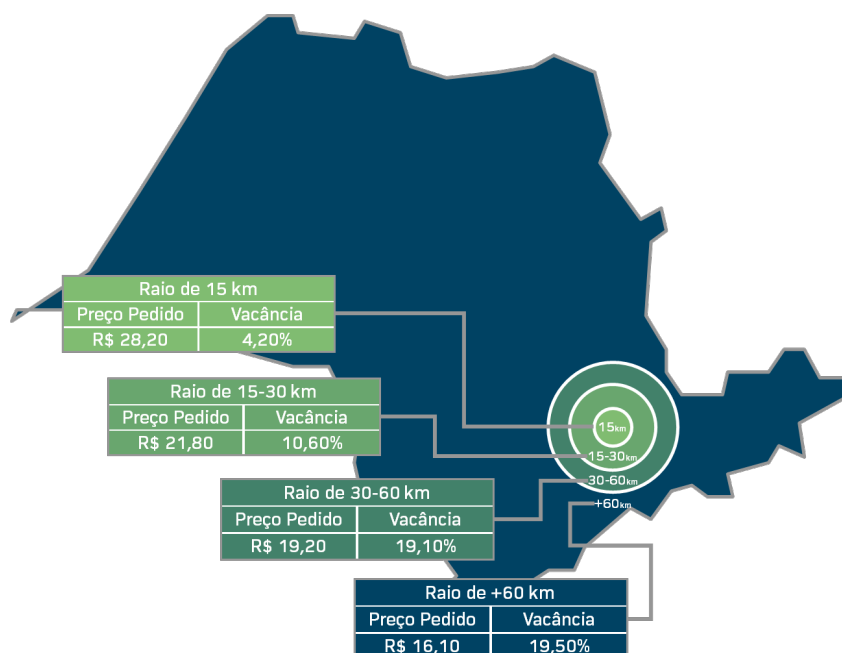 Raio de 15 km
Preço Pedido Vacância
R$ 28,20 4,20%
Raio de 15-30 km
Preço Pedido Vacância
R$ 21,80 10,60%
Raio de 30-60 km
Preço Pedido Vacância
R$ 19,20 19,10%
Raio de +60 km
Preço Pedido Vacância
R$ 16,10 19,50%
15km
15-30km
30-60km
+60km